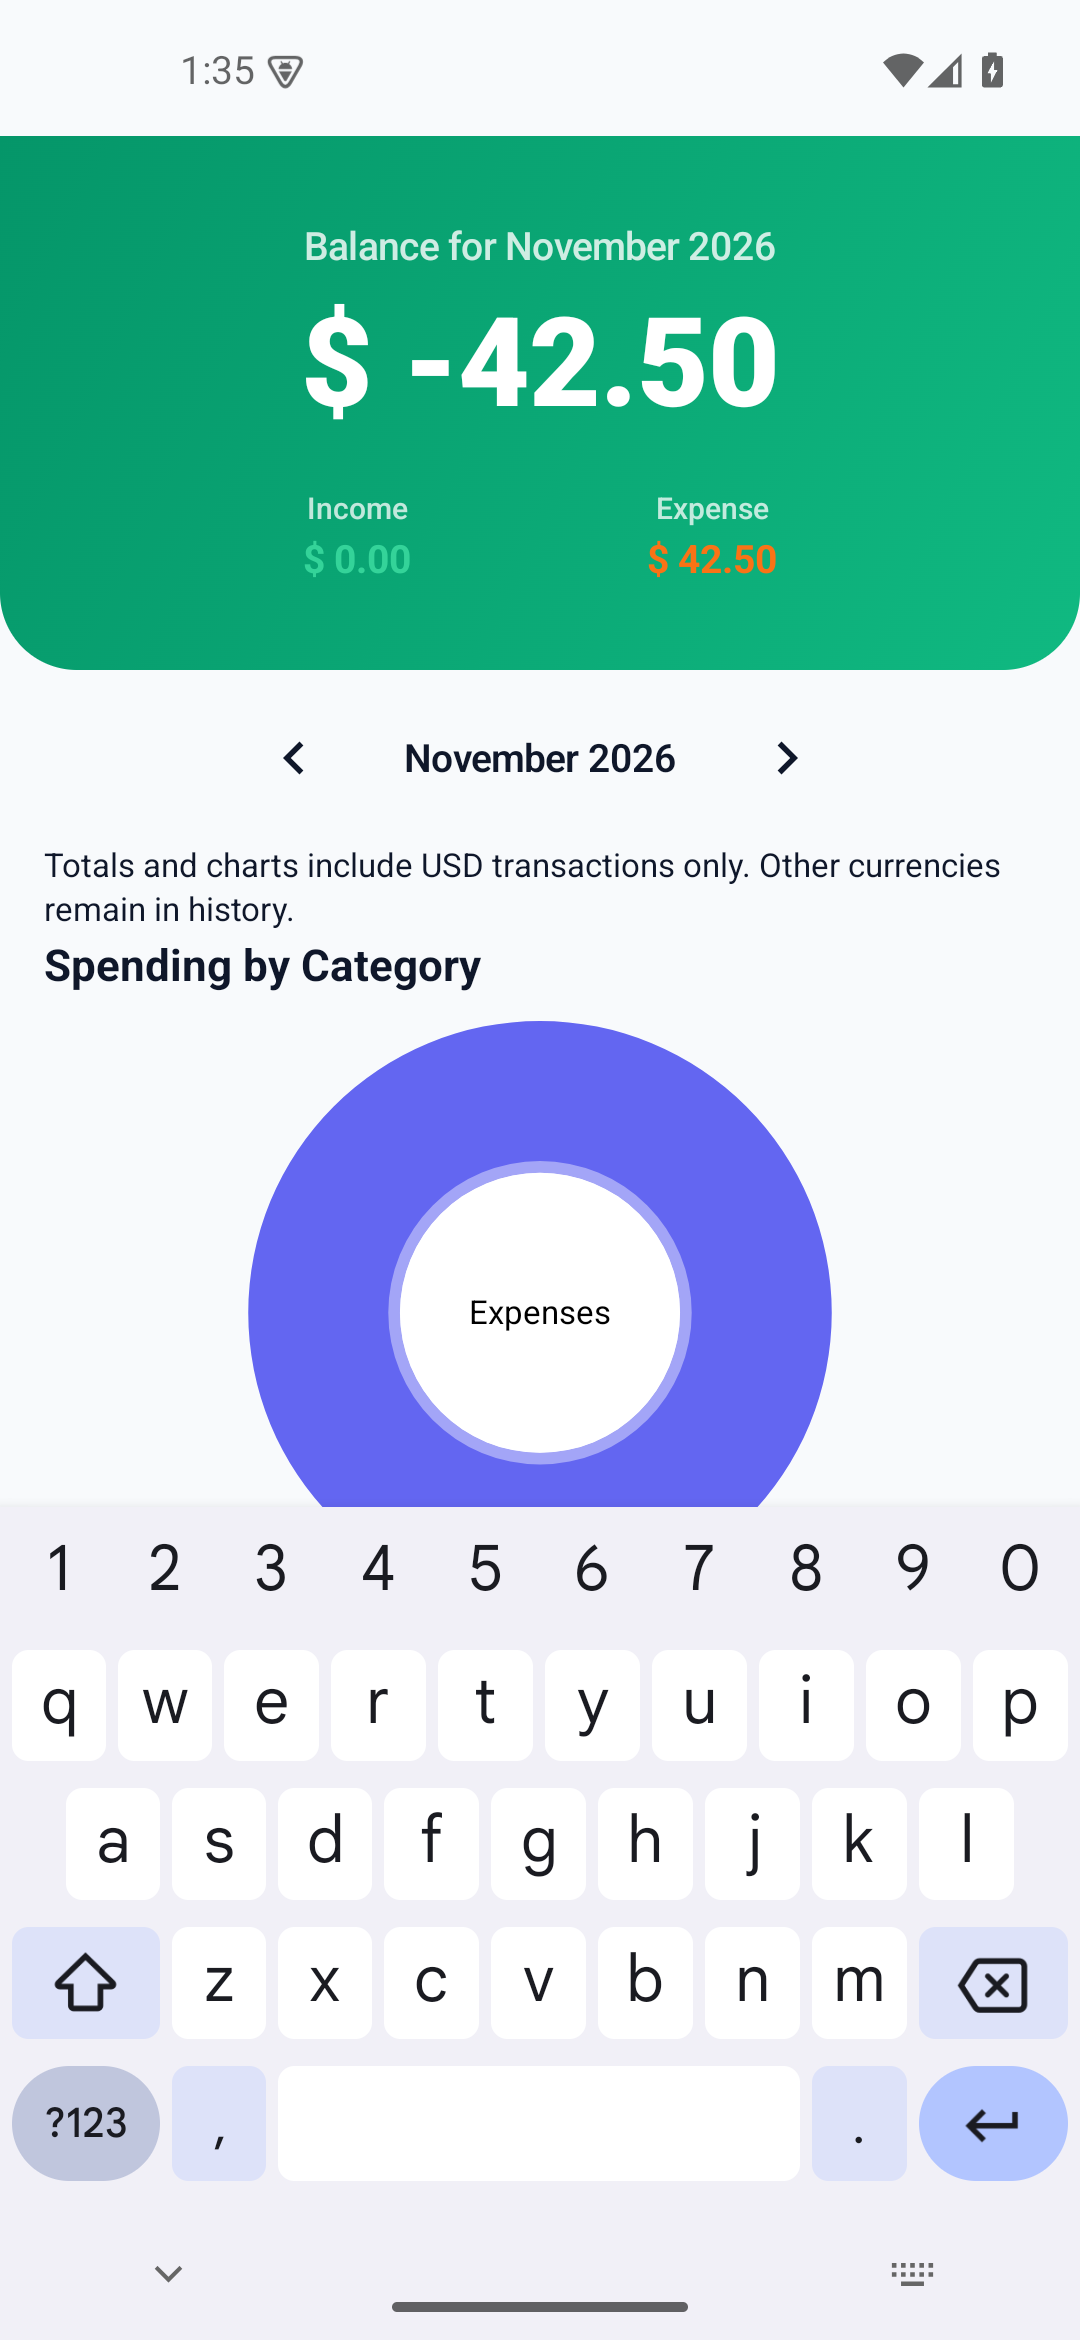 1:35
Balance for November 2026
$ -42.50
Income Expense
$ 0.00 $ 42.50
November 2026
Totals and charts include USD transactions only. Other currencies
remain in history.
Spending by Category
Expenses
1 2 3 4 5 6 7 8 9 0
q w e r t y u i o p
a s d f g h j k l
z x c v b n m
?123 , .